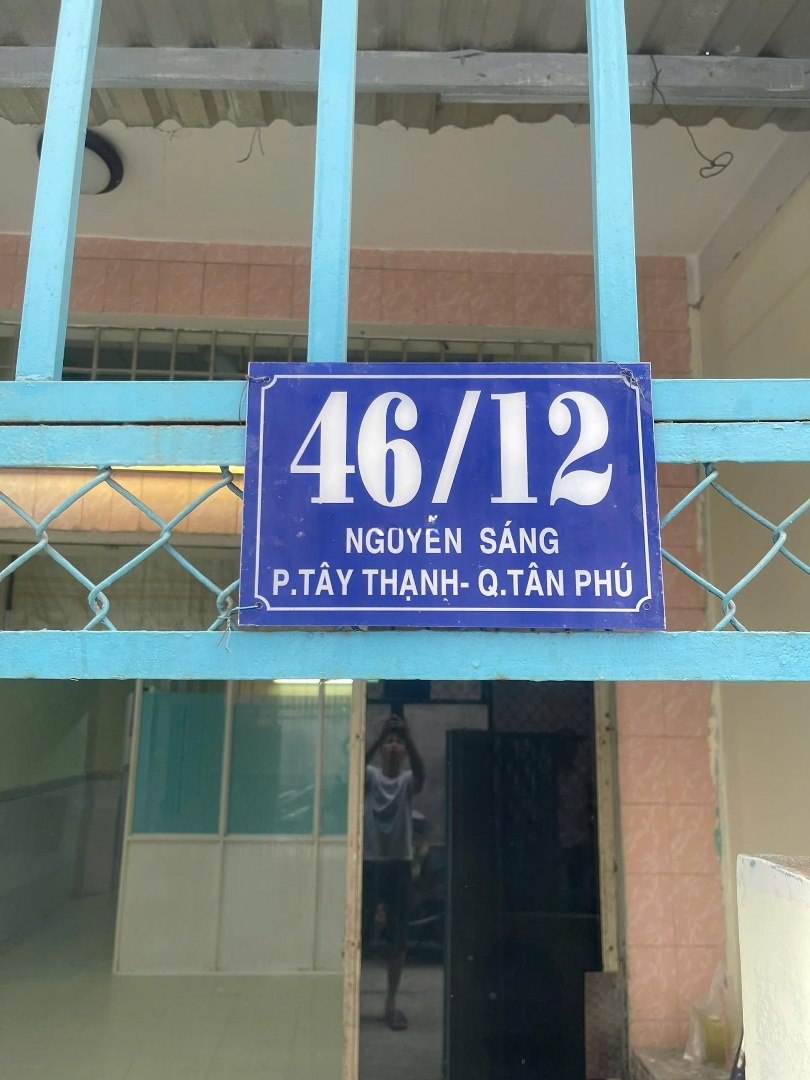 46/12
NGUYỄN SÁNG
P.TÂY THẠNH- Q.TÂN PHÚ